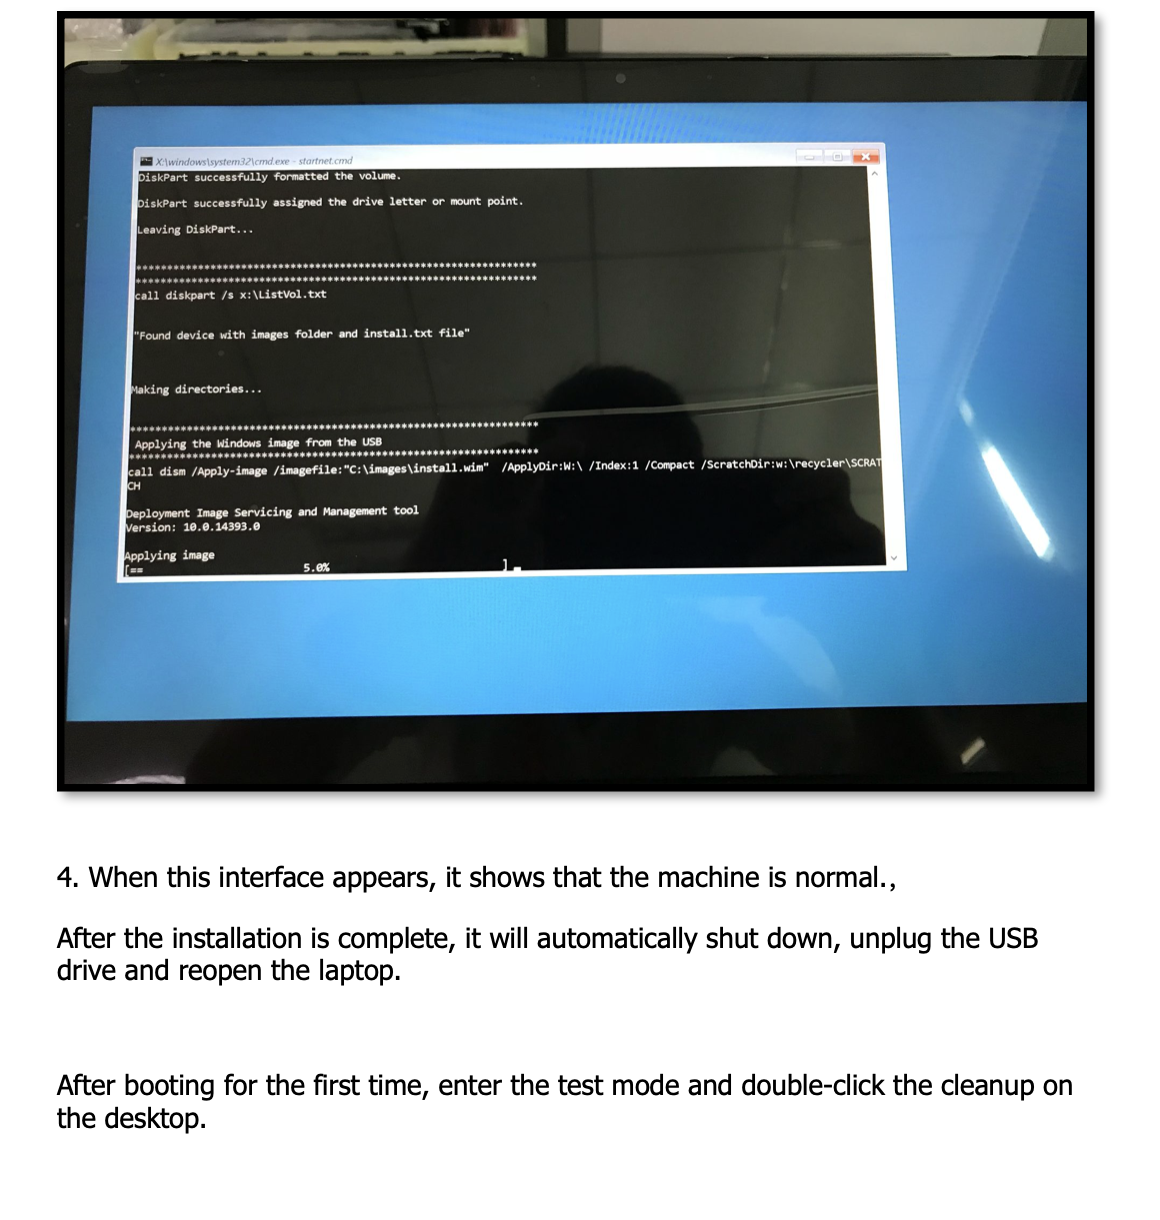 X:\windows\system32\cmd.exe - startnet.cmd
DiskPart successfully formatted the volume.
DiskPart successfully assigned the drive letter or mount point.
Leaving DiskPart...
****************************************************************
****************************************************************
call diskpart /s x:\ListVol.txt
"Found device with images folder and install.txt file"
Making directories...
****************************************************************
Applying the Windows image from the USB
****************************************************************
call dism /Apply-image /imagefile:"C:\images\install.wim" /ApplyDir:W:\ /Index:1 /Compact /ScratchDir:w:\recycler\SCRAT
CH
Deployment Image Servicing and Management tool
Version: 10.0.14393.0
Applying image
[== 5.0% ]
4. When this interface appears, it shows that the machine is normal.,
After the installation is complete, it will automatically shut down, unplug the USB
drive and reopen the laptop.
After booting for the first time, enter the test mode and double-click the cleanup on
the desktop.